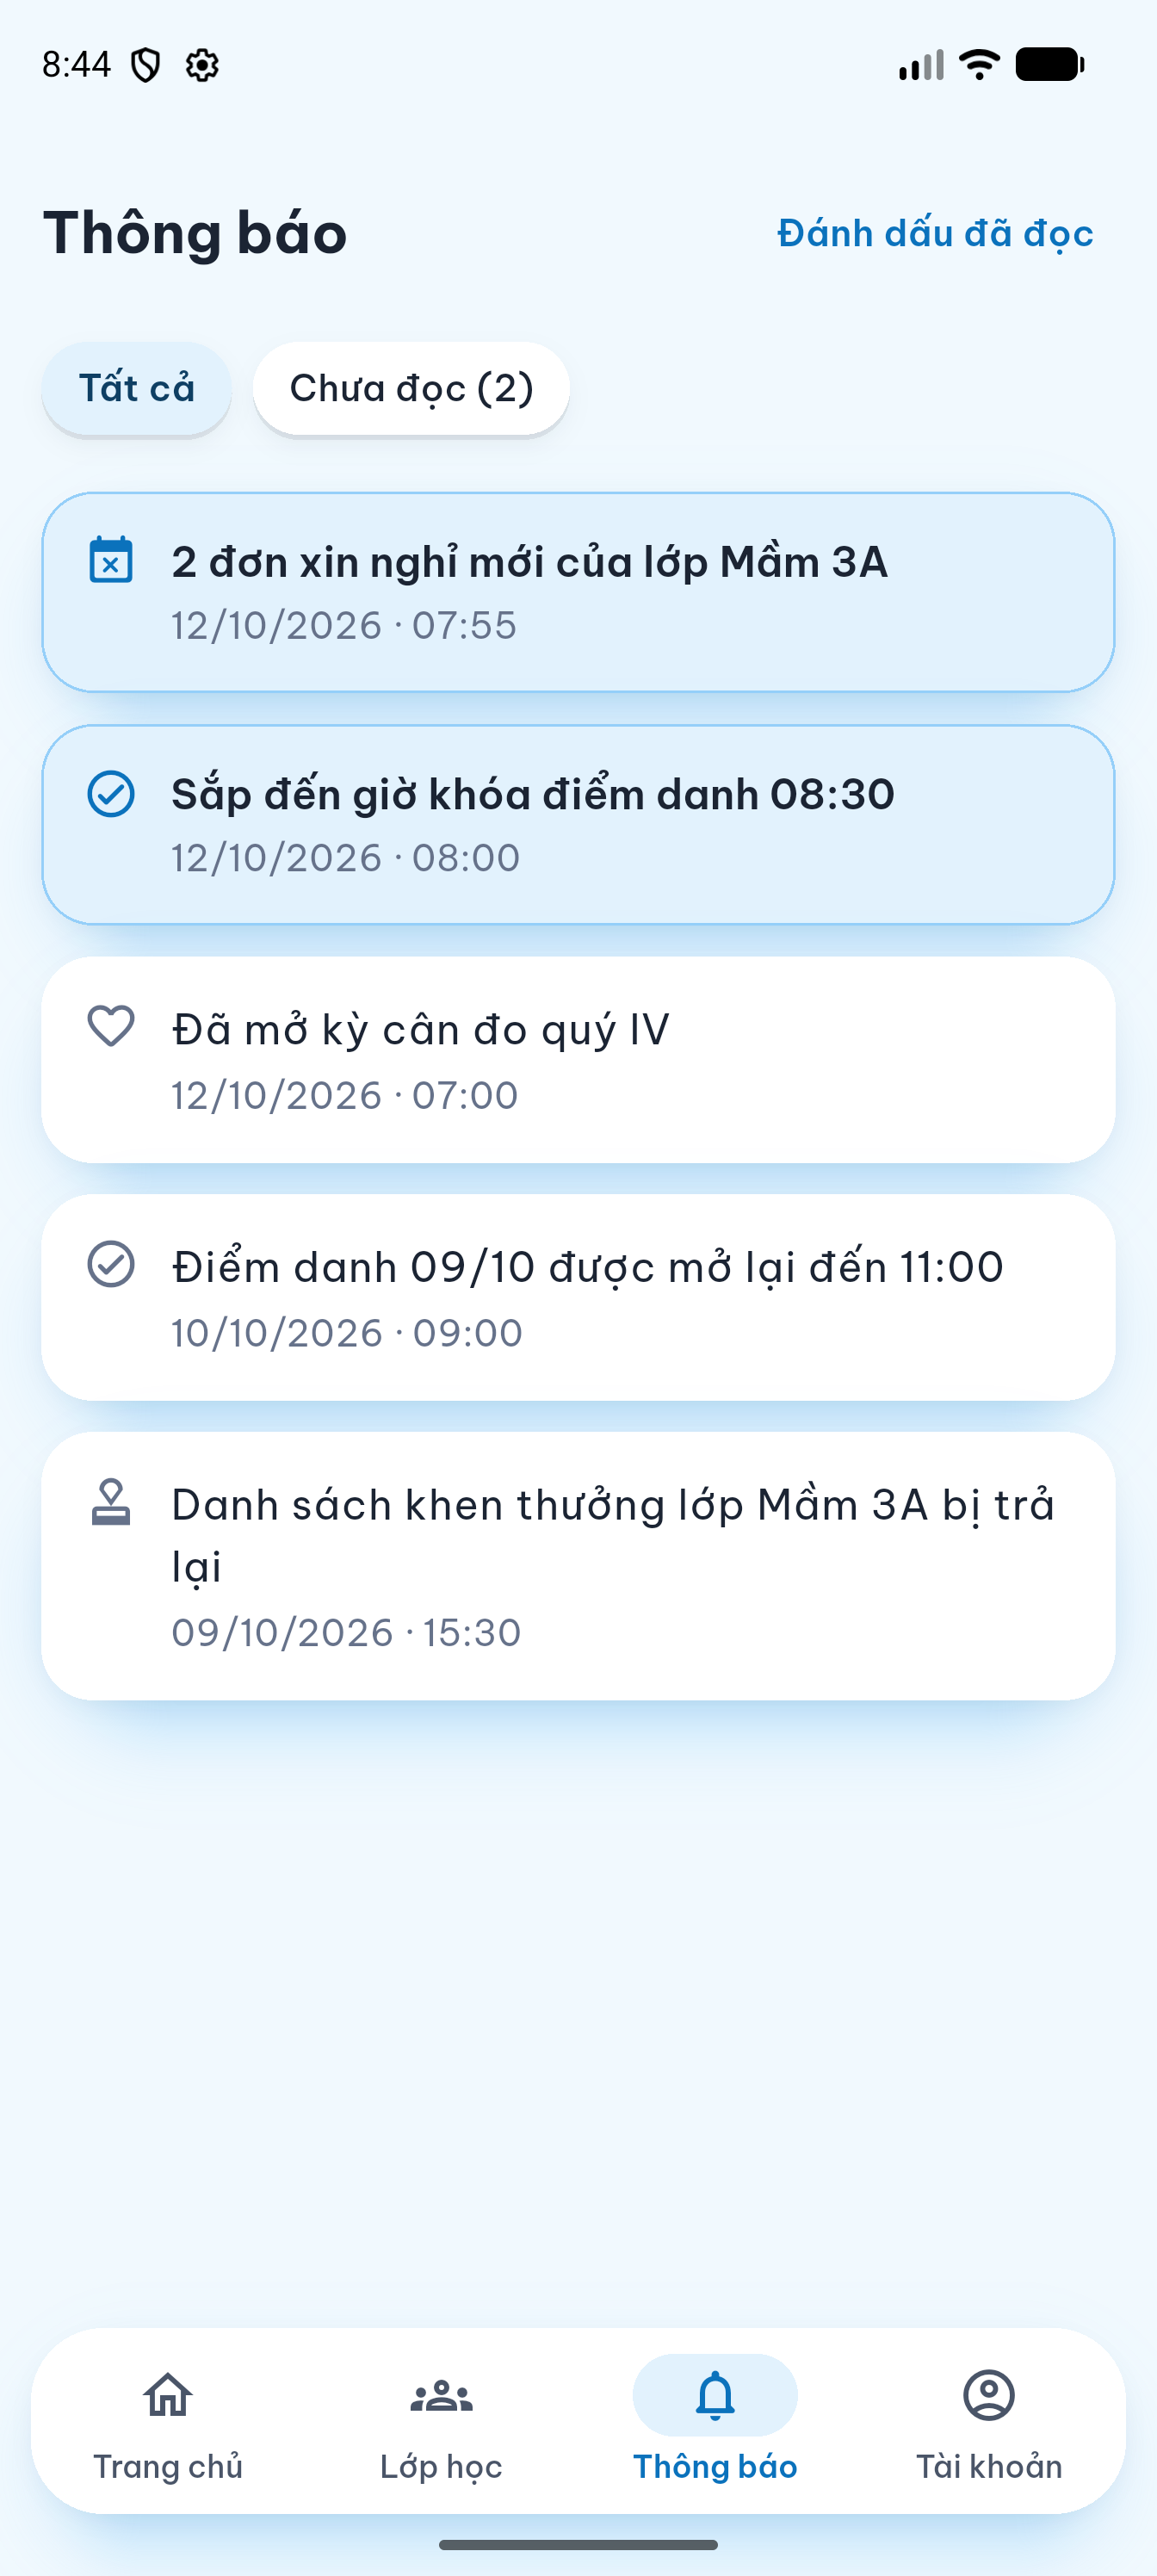 8:44
Thông báo
Đánh dấu đã đọc
Tất cả
Chưa đọc (2)
2 đơn xin nghỉ mới của lớp Mầm 3A
12/10/2026 · 07:55
Sắp đến giờ khóa điểm danh 08:30
12/10/2026 · 08:00
Đã mở kỳ cân đo quý IV
12/10/2026 · 07:00
Điểm danh 09/10 được mở lại đến 11:00
10/10/2026 · 09:00
Danh sách khen thưởng lớp Mầm 3A bị trả
lại
09/10/2026 · 15:30
Trang chủ
Lớp học
Thông báo
Tài khoản